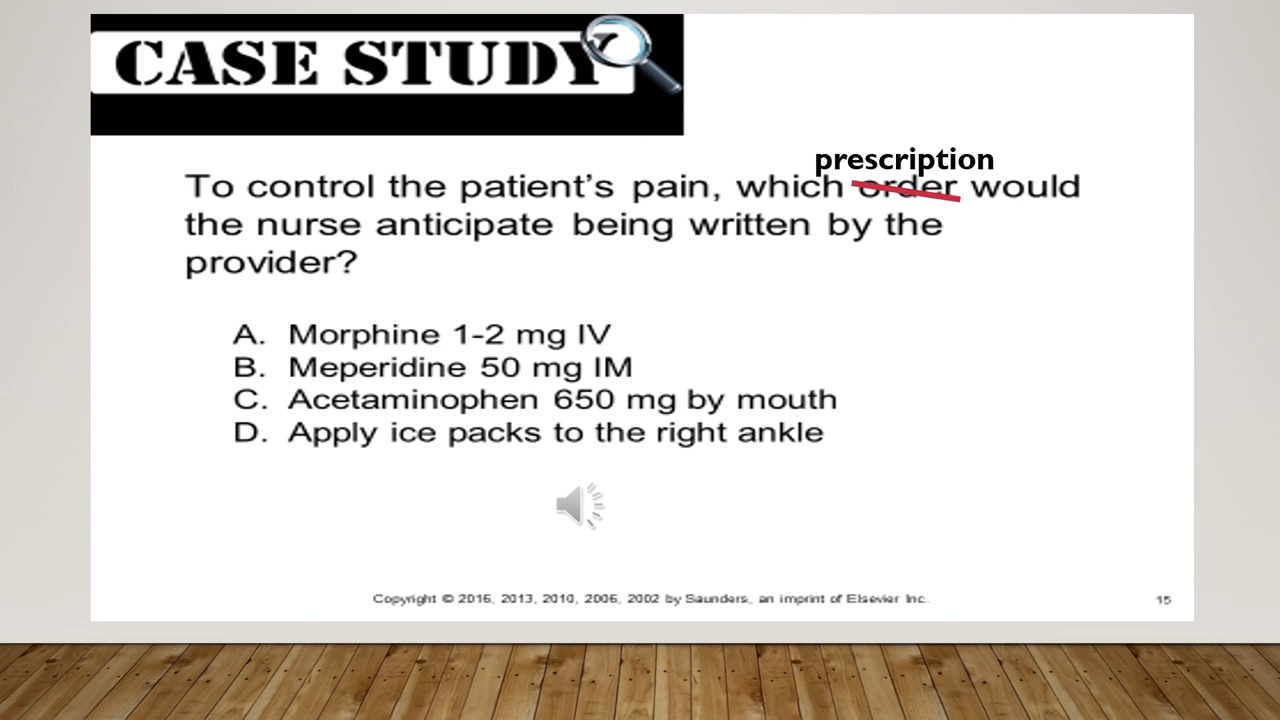 CASE STUDY
prescription
To control the patient's pain, which order would
the nurse anticipate being written by the
provider?
A. Morphine 1-2 mg IV
B. Meperidine 50 mg IM
C. Acetaminophen 650 mg by mouth
D. Apply ice packs to the right ankle
Copyright © 2016, 2013, 2010, 2006, 2002 by Saunders, an imprint of Elsevier Inc.
15